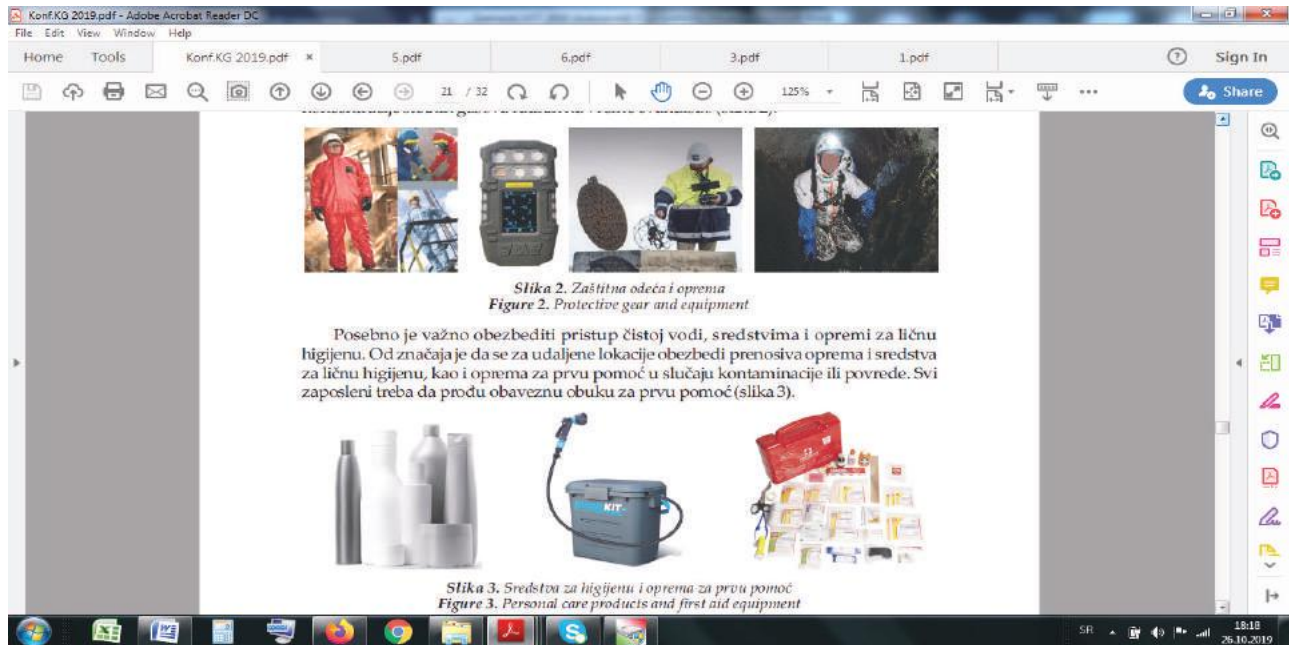 Konf.KG 2019.pdf - Adobe Acrobat Reader DC
File Edit View Window Help
Home Tools Konf.KG 2019.pdf × 5.pdf 6.pdf 3.pdf 1.pdf Sign In
21 / 32 125% Share
Slika 2. Zaštitna odeća i oprema
Figure 2. Protective gear and equipment
Posebno je važno obezbediti pristup čistoj vodi, sredstvima i opremi za ličnu
higijenu. Od značaja je da se za udaljene lokacije obezbedi prenosiva oprema i sredstva
za ličnu higijenu, kao i oprema za prvu pomoć u slučaju kontaminacije ili povrede. Svi
zaposleni treba da prođu obaveznu obuku za prvu pomoć (slika 3).
KIT
Slika 3. Sredstva za higijenu i oprema za prvu pomoć
Figure 3. Personal care products and first aid equipment
SR 18:18
26.10.2019